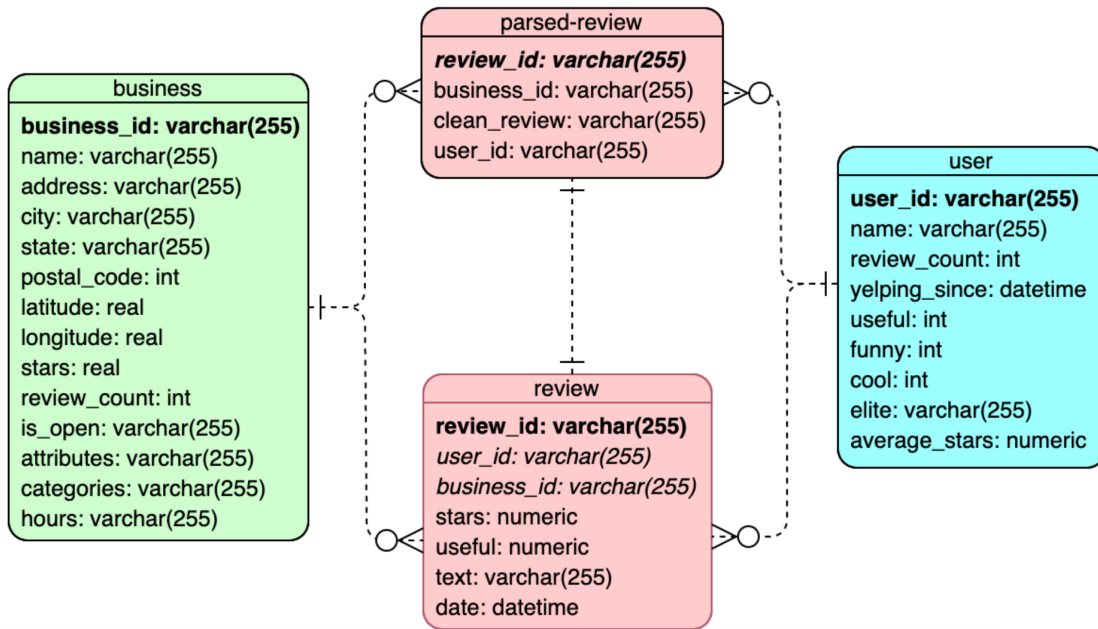 business
business_id: varchar(255)
name: varchar(255)
address: varchar(255)
city: varchar(255)
state: varchar(255)
postal_code: int
latitude: real
longitude: real
stars: real
review_count: int
is_open: varchar(255)
attributes: varchar(255)
categories: varchar(255)
hours: varchar(255)
parsed-review
review_id: varchar(255)
business_id: varchar(255)
clean_review: varchar(255)
user_id: varchar(255)
review
review_id: varchar(255)
user_id: varchar(255)
business_id: varchar(255)
stars: numeric
useful: numeric
text: varchar(255)
date: datetime
user
user_id: varchar(255)
name: varchar(255)
review_count: int
yelping_since: datetime
useful: int
funny: int
cool: int
elite: varchar(255)
average_stars: numeric